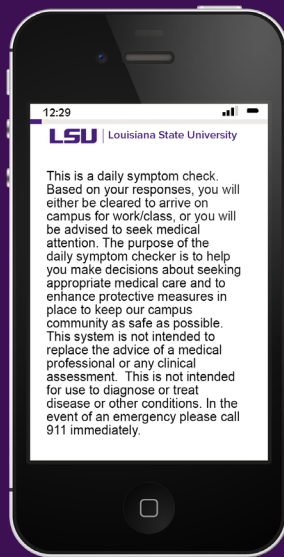 12:29
LSU | Louisiana State University
This is a daily symptom check.
Based on your responses, you will
either be cleared to arrive on
campus for work/class, or you will
be advised to seek medical
attention. The purpose of the
daily symptom checker is to help
you make decisions about seeking
appropriate medical care and to
enhance protective measures in
place to keep our campus
community as safe as possible.
This system is not intended to
replace the advice of a medical
professional or any clinical
assessment.  This is not intended
for use to diagnose or treat
disease or other conditions. In the
event of an emergency please call
911 immediately.